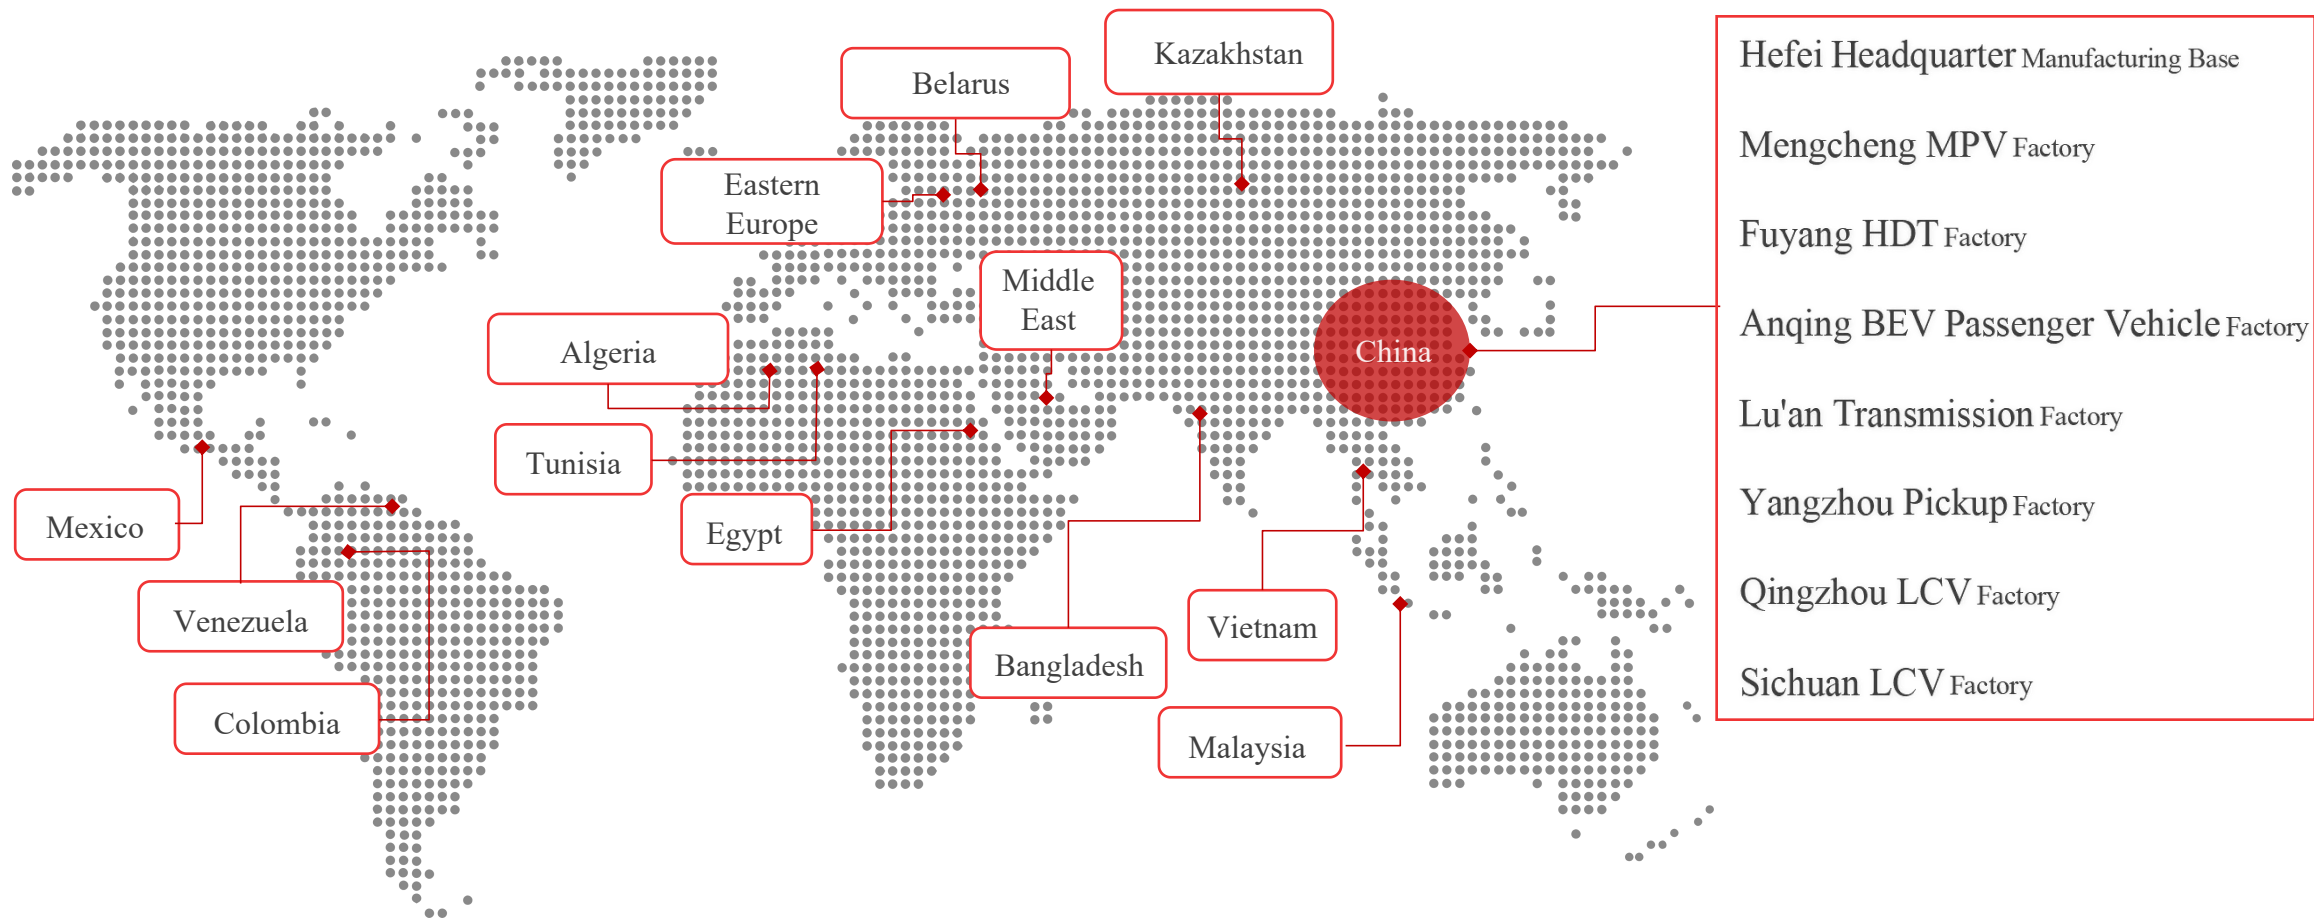 Kazakhstan
Belarus
Eastern
Europe
Middle
East
Algeria
Tunisia
Egypt
Mexico
Venezuela
Colombia
Bangladesh
Vietnam
Malaysia
China
Hefei Headquarter Manufacturing Base
Mengcheng MPV Factory
Fuyang HDT Factory
Anqing BEV Passenger Vehicle Factory
Lu'an Transmission Factory
Yangzhou Pickup Factory
Qingzhou LCV Factory
Sichuan LCV Factory